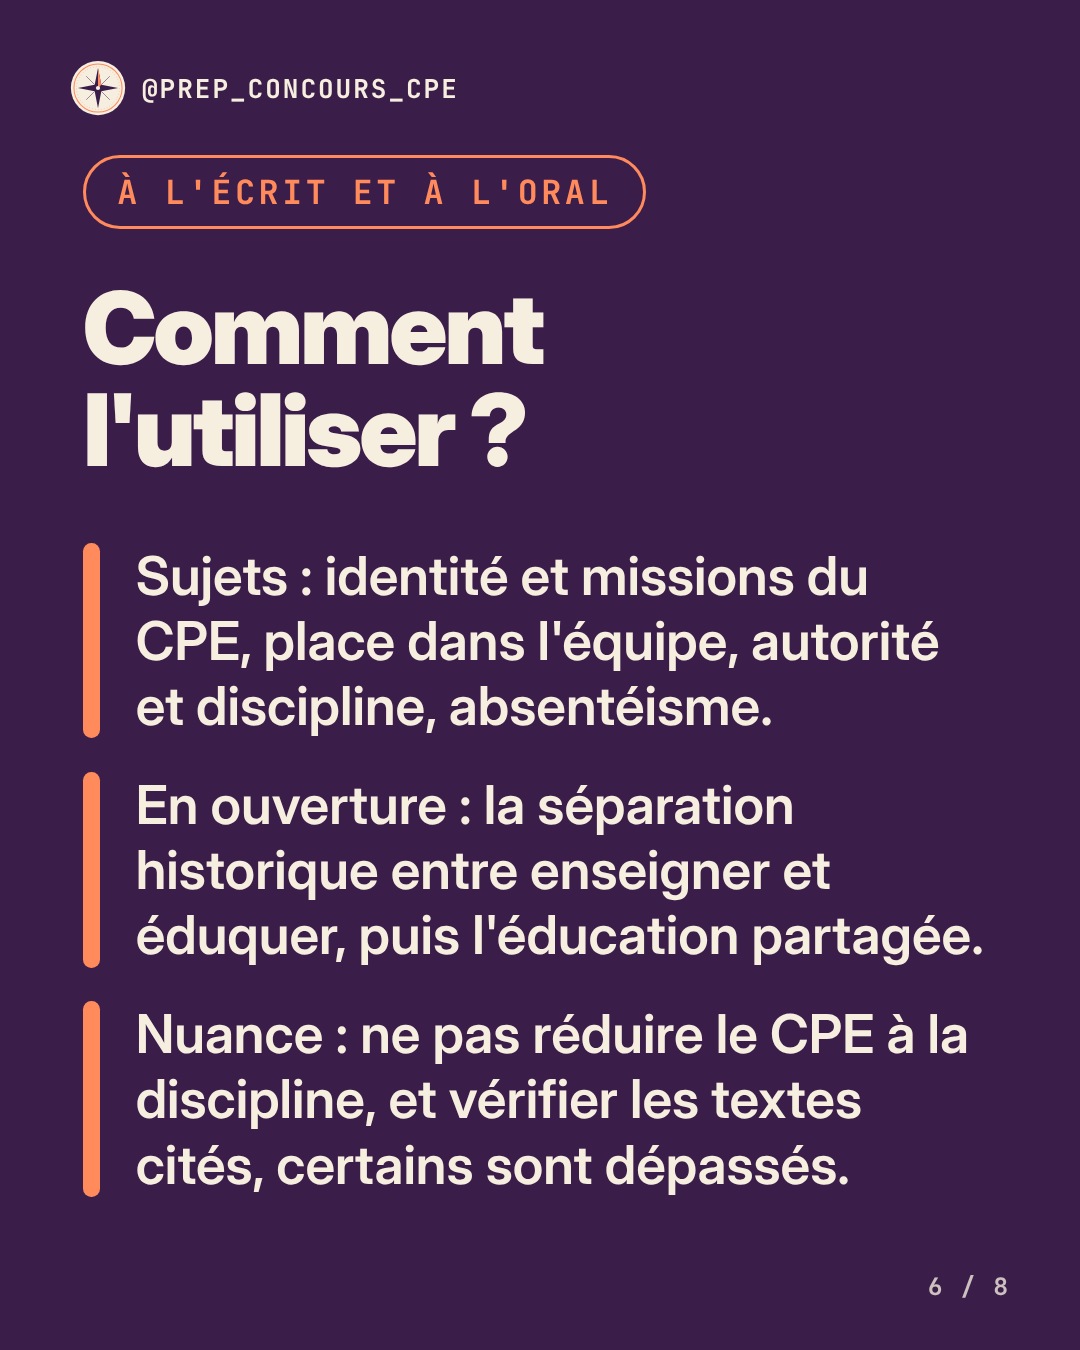 @PREP_CONCOURS_CPE
À L'ÉCRIT ET À L'ORAL
Comment
l'utiliser ?
Sujets : identité et missions du
CPE, place dans l'équipe, autorité
et discipline, absentéisme.
En ouverture : la séparation
historique entre enseigner et
éduquer, puis l'éducation partagée.
Nuance : ne pas réduire le CPE à la
discipline, et vérifier les textes
cités, certains sont dépassés.
6 / 8